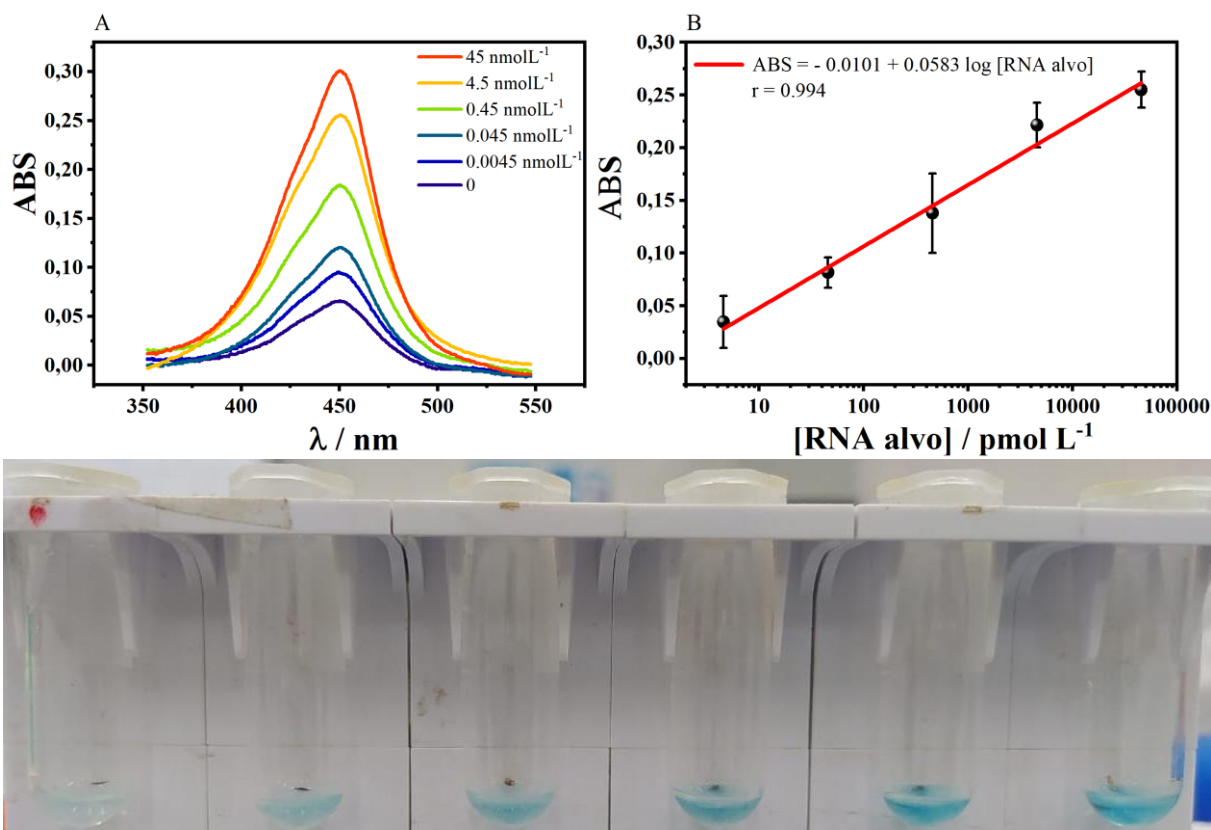 A
ABS
0,30
0,25
0,20
0,15
0,10
0,05
0,00
350 400 450 500 550
λ / nm
45 nmolL⁻¹
4.5 nmolL⁻¹
0.45 nmolL⁻¹
0.045 nmolL⁻¹
0.0045 nmolL⁻¹
0
B
ABS
0,30
0,25
0,20
0,15
0,10
0,05
0,00
10 100 1000 10000 100000
[RNA alvo] / pmol L⁻¹
ABS = - 0.0101 + 0.0583 log [RNA alvo]
r = 0.994